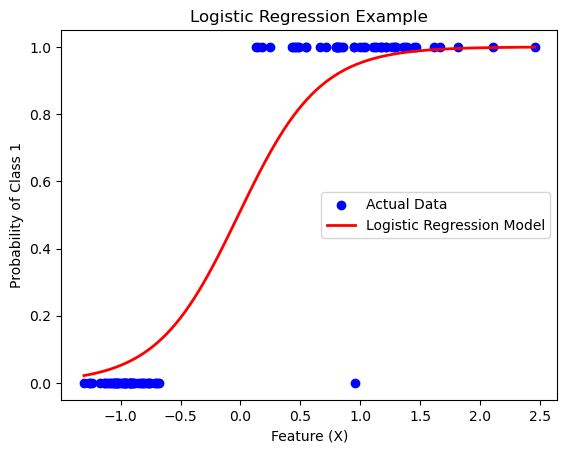 Logistic Regression Example
1.0
0.8
0.6
0.4
0.2
0.0
Probability of Class 1
Actual Data
Logistic Regression Model
−1.0 −0.5 0.0 0.5 1.0 1.5 2.0 2.5
Feature (X)